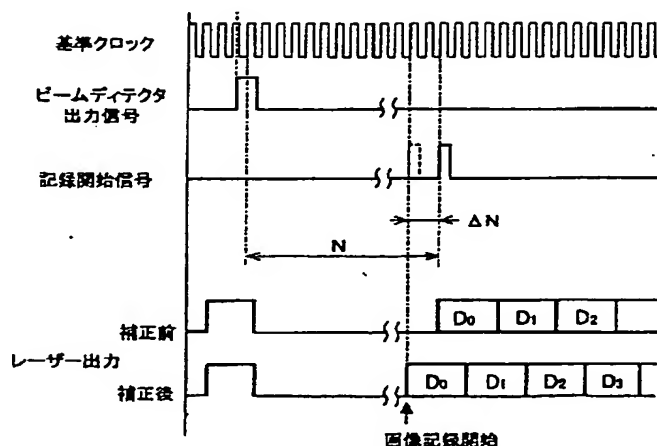 基準クロック
ビームディテクタ
出力信号
記録開始信号
ΔN
N
補正前
D0 D1 D2
レーザー出力
補正後
D0 D1 D2 D3
画像記録開始